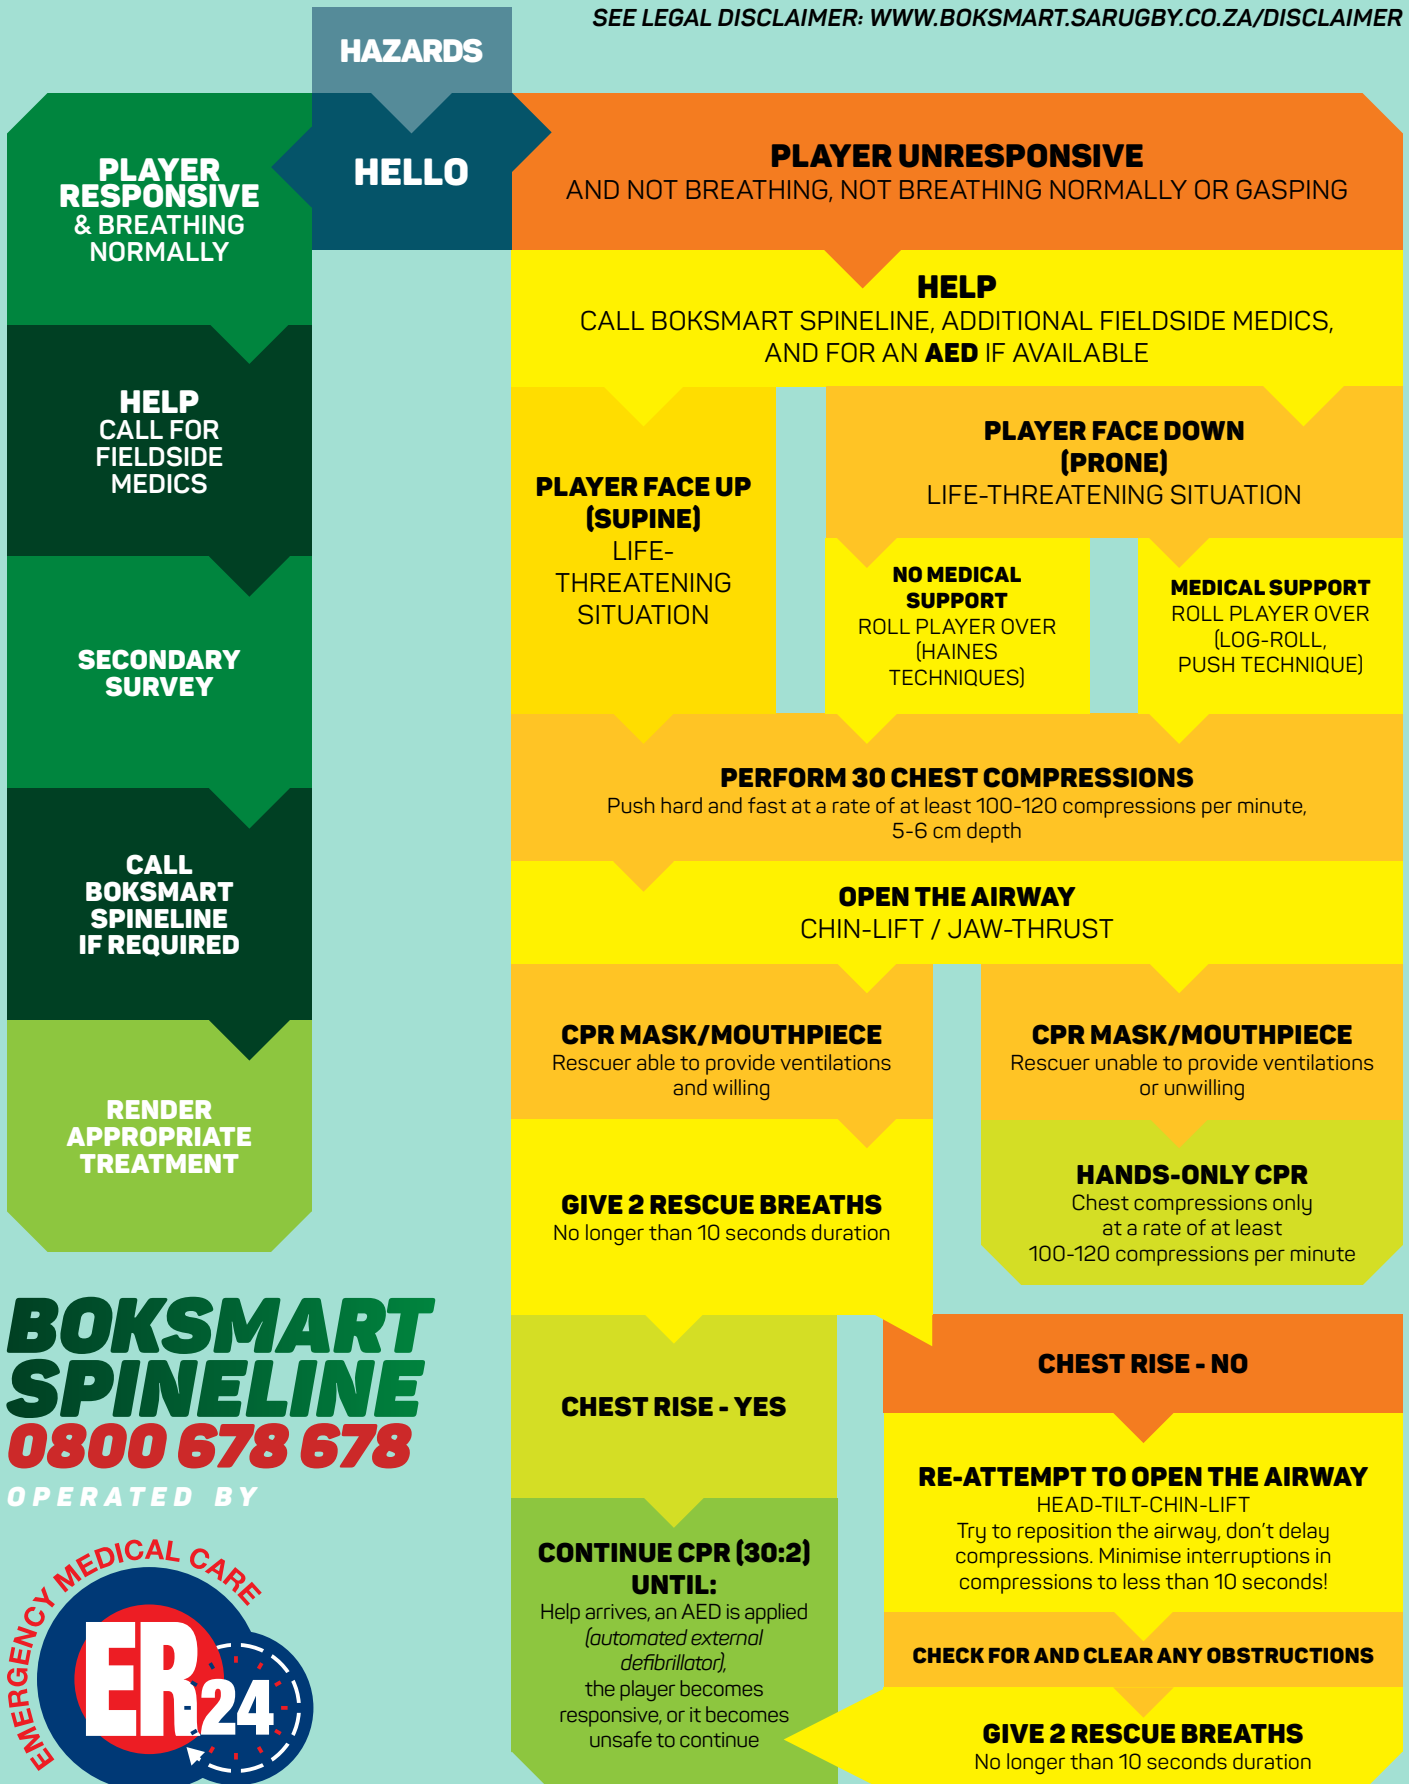 SEE LEGAL DISCLAIMER: WWW.BOKSMART.SARUGBY.CO.ZA/DISCLAIMER
HAZARDS
HELLO
PLAYER
RESPONSIVE
& BREATHING
NORMALLY
HELP
CALL FOR
FIELDSIDE
MEDICS
SECONDARY
SURVEY
CALL
BOKSMART
SPINELINE
IF REQUIRED
RENDER
APPROPRIATE
TREATMENT
PLAYER UNRESPONSIVE
AND NOT BREATHING, NOT BREATHING NORMALLY OR GASPING
HELP
CALL BOKSMART SPINELINE, ADDITIONAL FIELDSIDE MEDICS,
AND FOR AN AED IF AVAILABLE
PLAYER FACE UP
(SUPINE)
LIFE-
THREATENING
SITUATION
PLAYER FACE DOWN
(PRONE)
LIFE-THREATENING SITUATION
NO MEDICAL
SUPPORT
ROLL PLAYER OVER
(HAINES
TECHNIQUES)
MEDICAL SUPPORT
ROLL PLAYER OVER
(LOG-ROLL,
PUSH TECHNIQUE)
PERFORM 30 CHEST COMPRESSIONS
Push hard and fast at a rate of at least 100-120 compressions per minute,
5-6 cm depth
OPEN THE AIRWAY
CHIN-LIFT / JAW-THRUST
CPR MASK/MOUTHPIECE
Rescuer able to provide ventilations
and willing
CPR MASK/MOUTHPIECE
Rescuer unable to provide ventilations
or unwilling
GIVE 2 RESCUE BREATHS
No longer than 10 seconds duration
HANDS-ONLY CPR
Chest compressions only
at a rate of at least
100-120 compressions per minute
CHEST RISE - YES
CONTINUE CPR (30:2)
UNTIL:
Help arrives, an AED is applied
(automated external
defibrillator),
the player becomes
responsive, or it becomes
unsafe to continue
CHEST RISE - NO
RE-ATTEMPT TO OPEN THE AIRWAY
HEAD-TILT-CHIN-LIFT
Try to reposition the airway, don't delay
compressions. Minimise interruptions in
compressions to less than 10 seconds!
CHECK FOR AND CLEAR ANY OBSTRUCTIONS
GIVE 2 RESCUE BREATHS
No longer than 10 seconds duration
BOKSMART
SPINELINE
0800 678 678
OPERATED BY
EMERGENCY MEDICAL CARE
ER24